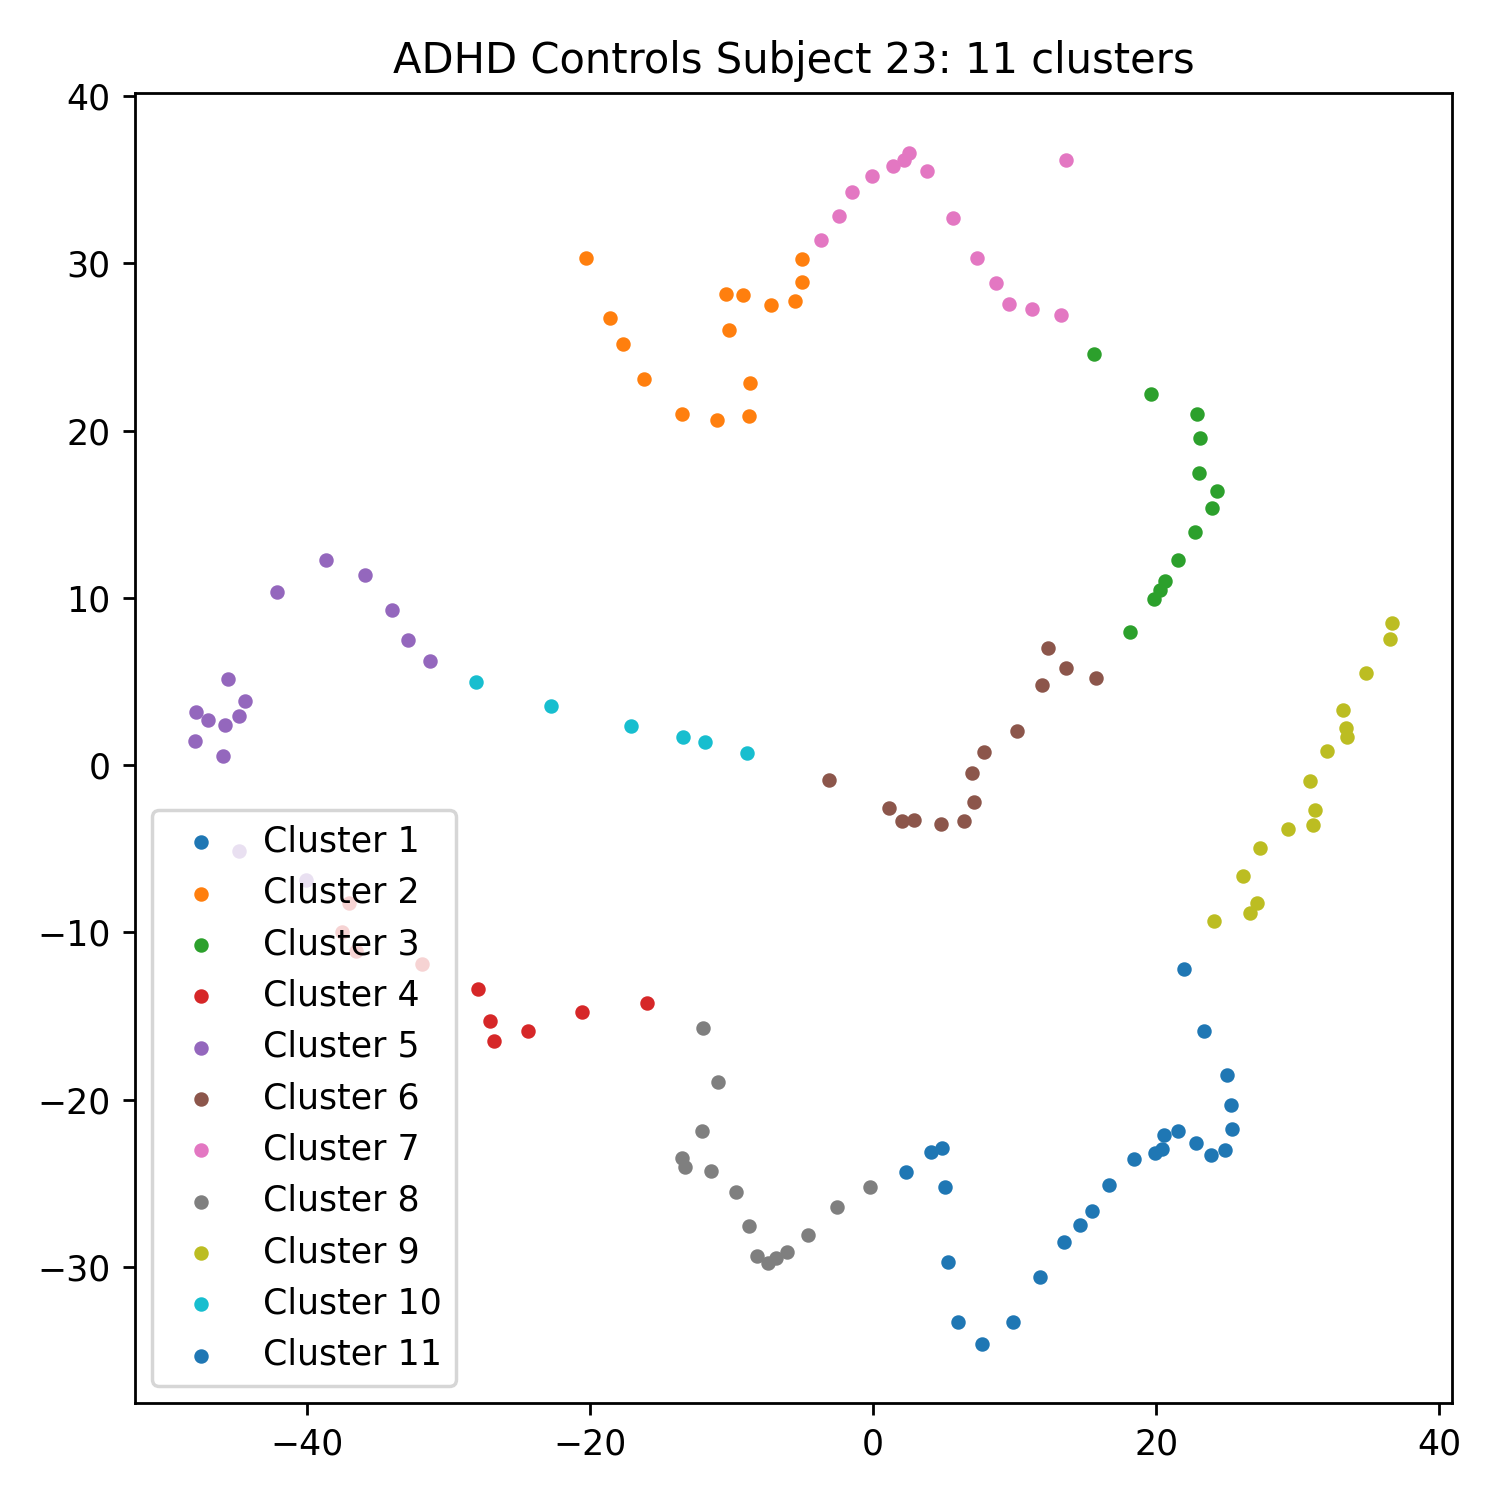 ADHD Controls Subject 23: 11 clusters
40
30
20
10
0
−10
−20
−30
Cluster 1
Cluster 2
Cluster 3
Cluster 4
Cluster 5
Cluster 6
Cluster 7
Cluster 8
Cluster 9
Cluster 10
Cluster 11
−40 −20 0 20 40